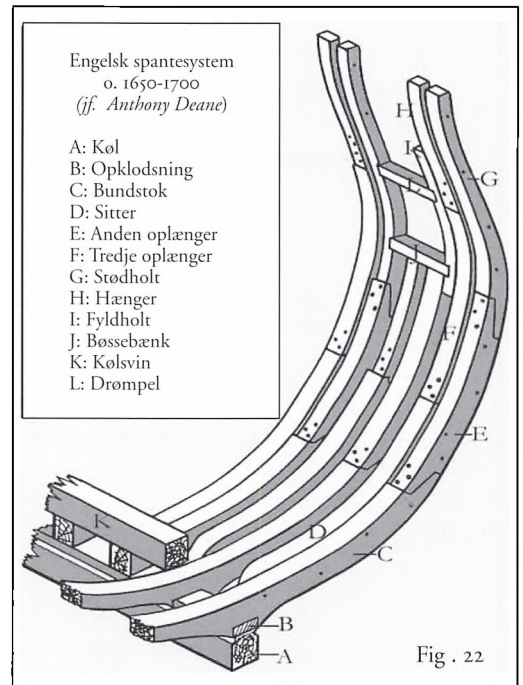 Engelsk spantesystem
o. 1650-1700
(jf. Anthony Deane)
A: Køl
B: Opklodsning
C: Bundstok
D: Sitter
E: Anden oplænger
F: Tredje oplænger
G: Stødholt
H: Hænger
I: Fyldholt
J: Bøssebænk
K: Kølsvin
L: Drømpel
H
G
L
J
F
E
K
D
C
B
A
Fig . 22